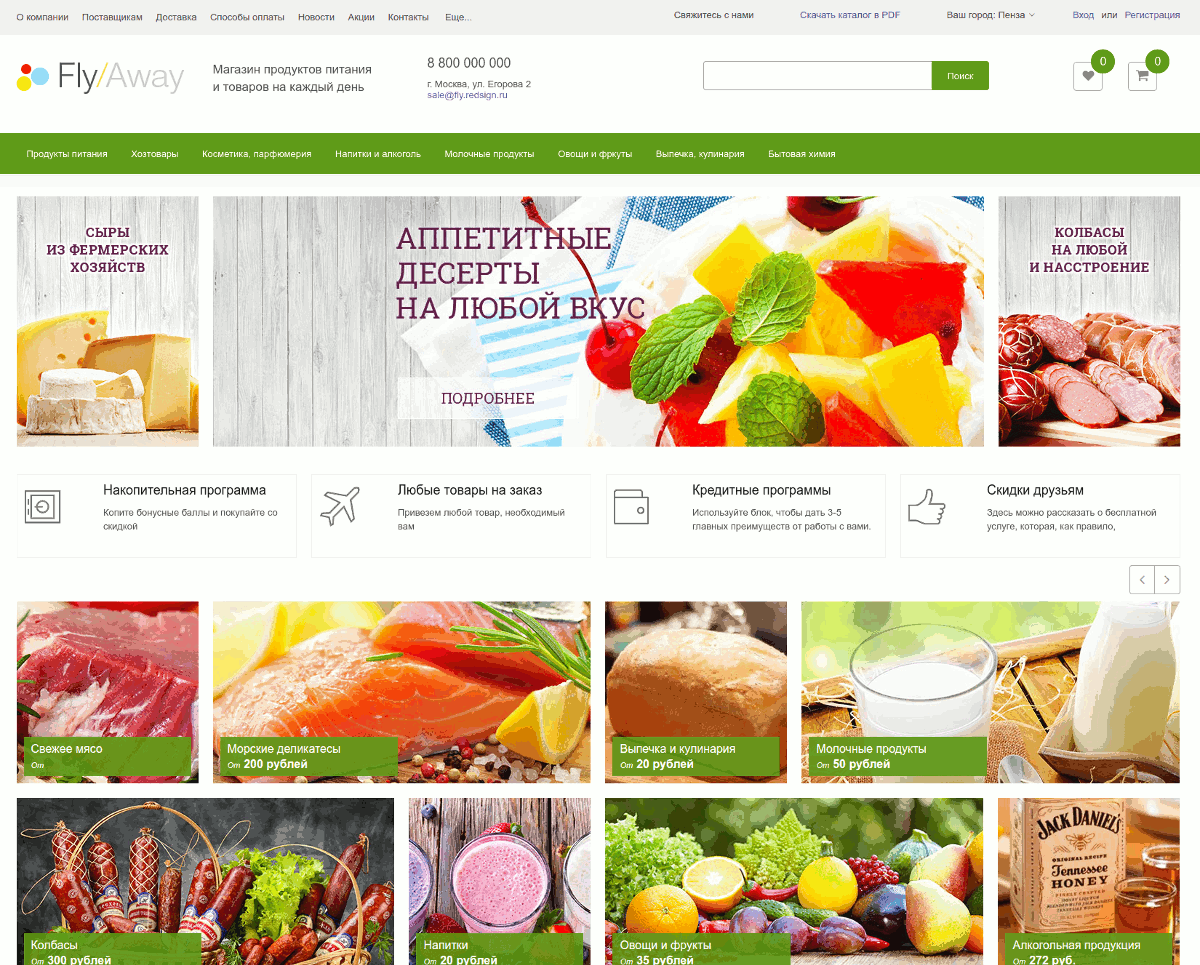 О компании Поставщикам Доставка Способы оплаты Новости Акции Контакты Еще...
Свяжитесь с нами Скачать каталог в PDF Ваш город: Пенза Вход или Регистрация
Fly/Away
Магазин продуктов питания
и товаров на каждый день
8 800 000 000
г. Москва, ул. Егорова 2
sale@fly.redsign.ru
Поиск
0
0
Продукты питания Хозтовары Косметика, парфюмерия Напитки и алкоголь Молочные продукты Овощи и фркуты Выпечка, кулинария Бытовая химия
СЫРЫ
ИЗ ФЕРМЕРСКИХ
ХОЗЯЙСТВ
АППЕТИТНЫЕ
ДЕСЕРТЫ
НА ЛЮБОЙ ВКУС
ПОДРОБНЕЕ
КОЛБАСЫ
НА ЛЮБОЙ
И НАССТРОЕНИЕ
Накопительная программа
Копите бонусные баллы и покупайте со
скидкой
Любые товары на заказ
Привезем любой товар, необходимый
вам
Кредитные программы
Используйте блок, чтобы дать 3-5
главных преимуществ от работы с вами.
Скидки друзьям
Здесь можно рассказать о бесплатной
услуге, которая, как правило,
Свежее мясо
От
Морские деликатесы
От 200 рублей
Выпечка и кулинария
От 20 рублей
Молочные продукты
От 50 рублей
Колбасы
От 300 рублей
Напитки
От 20 рублей
Овощи и фрукты
От 35 рублей
JACK DANIEL'S
ORIGINAL RECIPE
Tennessee
HONEY
Алкогольная продукция
От 272 руб.